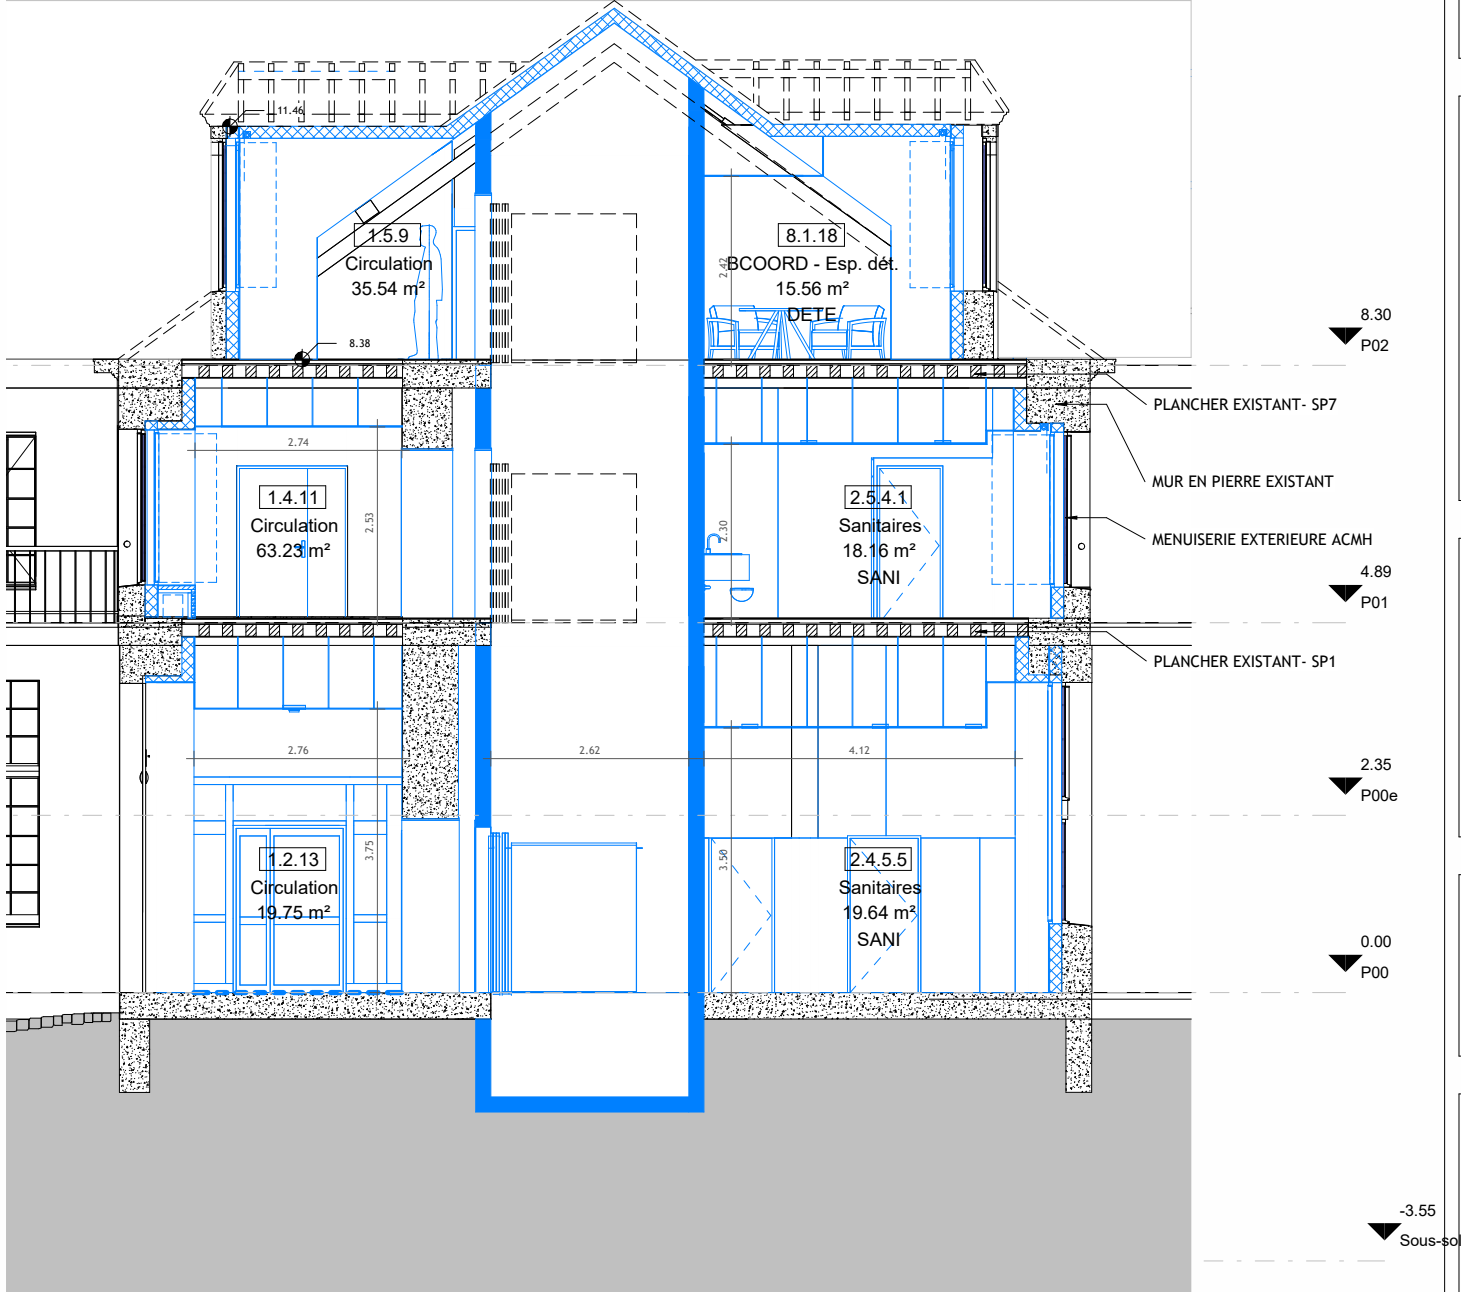 11.46
1.5.9
Circulation
35.54 m²
8.1.18
BCOORD - Esp. dét.
15.56 m²
DETE
2.42
8.38
8.30
P02
PLANCHER EXISTANT- SP7
2.74
1.4.11
Circulation
63.23 m²
2.53
2.30
2.5.4.1
Sanitaires
18.16 m²
SANI
MUR EN PIERRE EXISTANT
MENUISERIE EXTERIEURE ACMH
4.89
P01
PLANCHER EXISTANT- SP1
2.76
2.62
4.12
2.35
P00e
1.2.13
Circulation
19.75 m²
3.75
3.50
2.4.5.5
Sanitaires
19.64 m²
SANI
0.00
P00
-3.55
Sous-sol